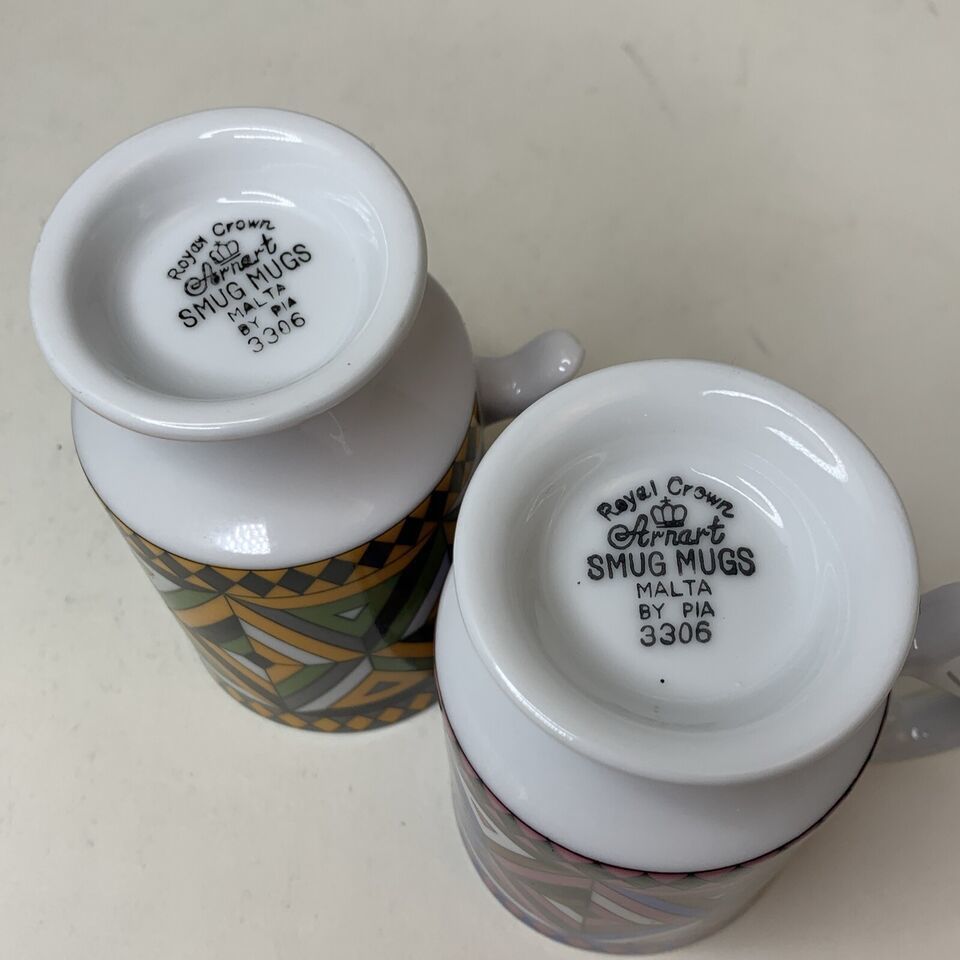 Royal Crown
Arnart
SMUG MUGS
MALTA
BY PIA
3306
Royal Crown
Arnart
SMUG MUGS
MALTA
BY PIA
3306